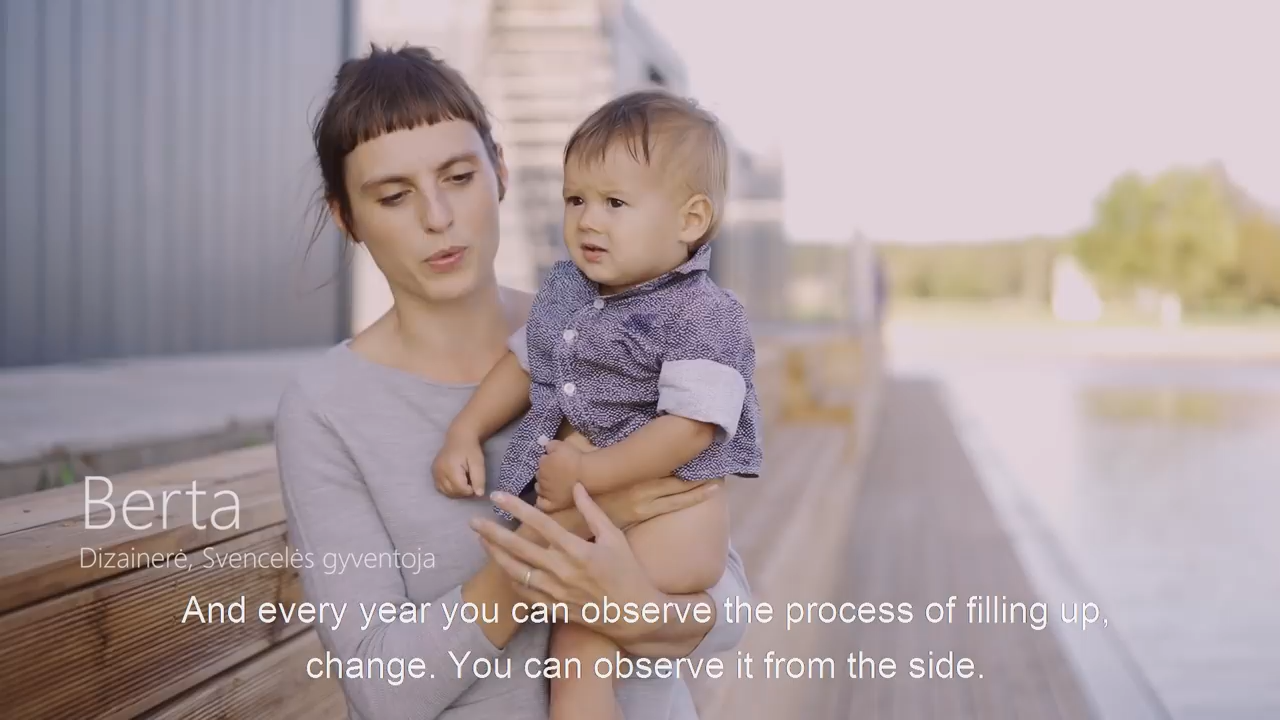 Berta
Dizainerė, Svencelės gyventoja
And every year you can observe the process of filling up,
change. You can observe it from the side.